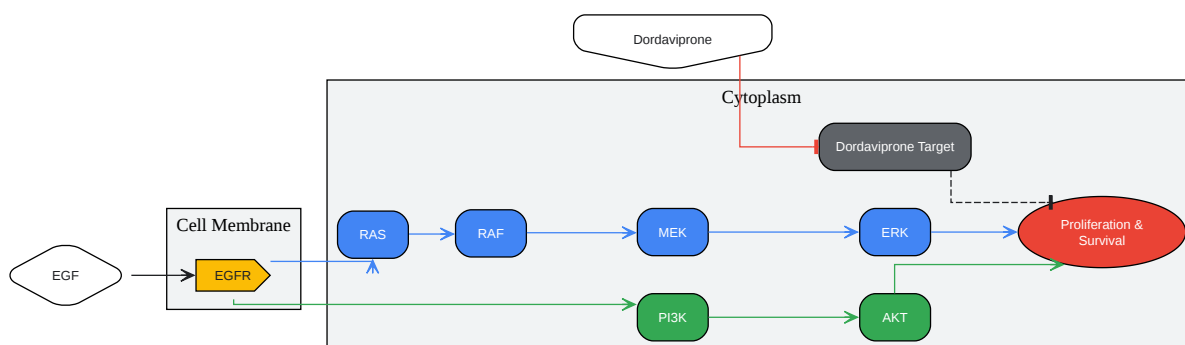 Dordaviprone
Cytoplasm
Dordaviprone Target
Cell Membrane
RAS
RAF
MEK
ERK
Proliferation &
Survival
EGF
EGFR
PI3K
AKT